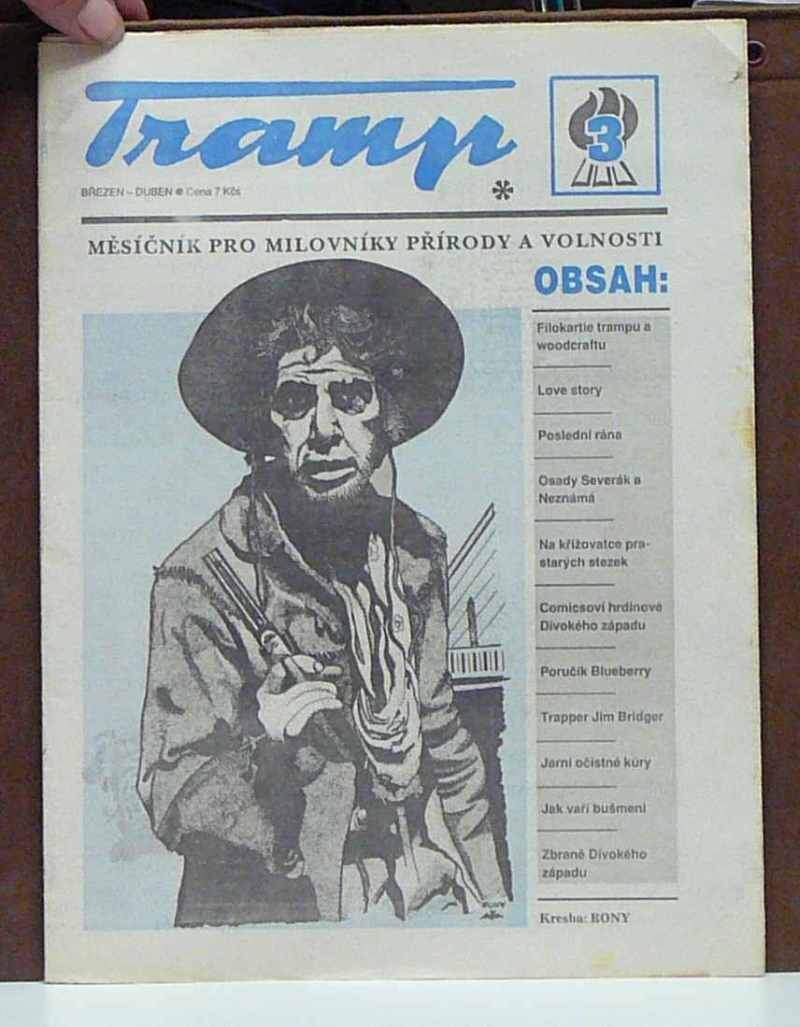 Tramp
3
BŘEZEN – DUBEN ● Cena 7 Kčs
MĚSÍČNÍK PRO MILOVNÍKY PŘÍRODY A VOLNOSTI
OBSAH:
Filokartie trampu a
woodcraftu
Love story
Poslední rána
Osady Severák a
Neznámá
Na křižovatce pra-
starých stezek
Comicsoví hrdinové
Divokého západu
Poručík Blueberry
Trapper Jim Bridger
Jarní očistné kúry
Jak vaří bušmeni
Zbraně Divokého
západu
RONY
Kresba: RONY